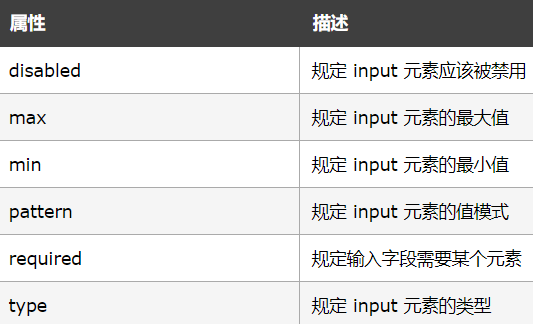 属性 描述
disabled 规定 input 元素应该被禁用
max 规定 input 元素的最大值
min 规定 input 元素的最小值
pattern 规定 input 元素的值模式
required 规定输入字段需要某个元素
type 规定 input 元素的类型